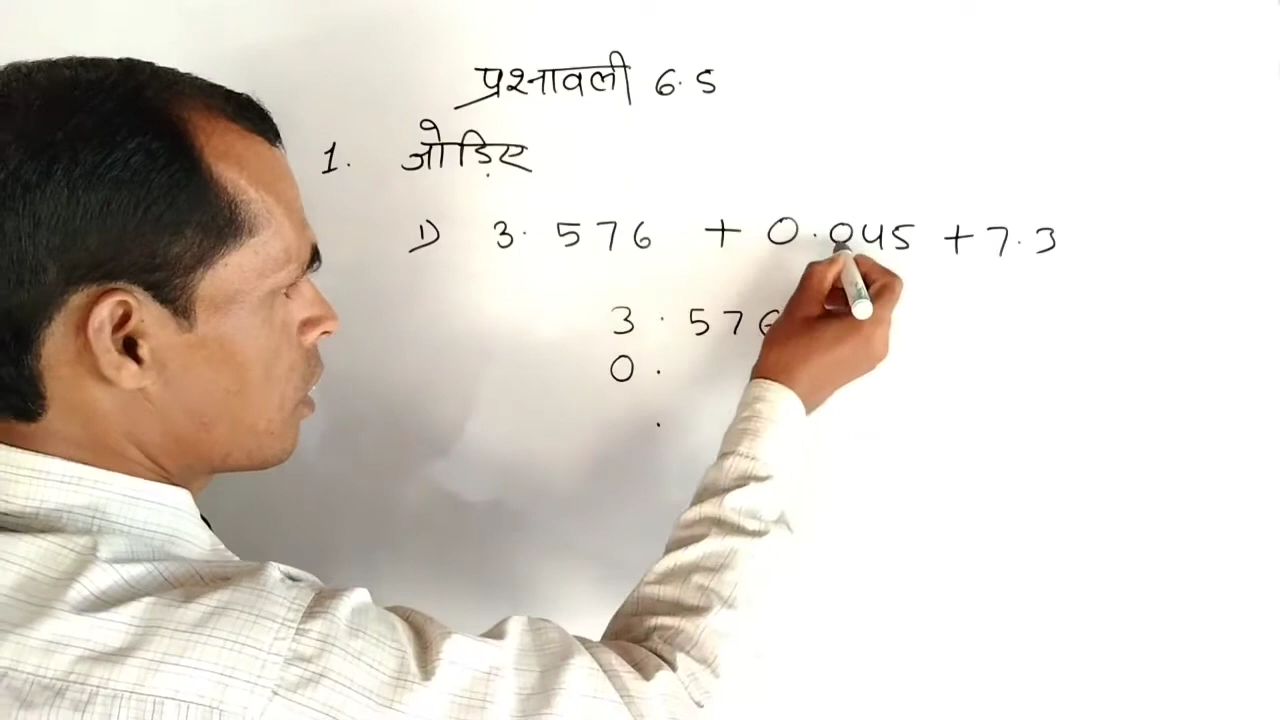 प्रश्नावली 6.5
1. जोड़िए
1) 3.576 + 0.045 + 7.3
3.576
0.
.